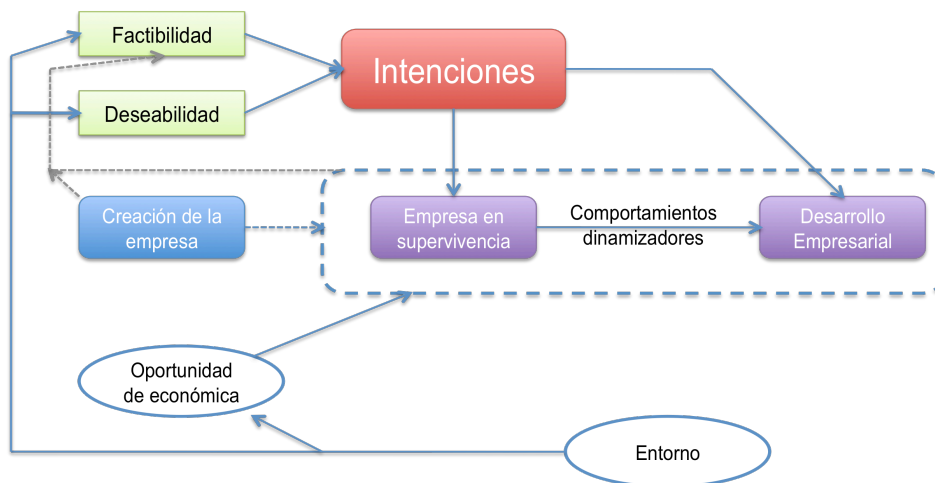 Factibilidad
Intenciones
Deseabilidad
Creación de la
empresa
Empresa en
supervivencia
Comportamientos
dinamizadores
Desarrollo
Empresarial
Oportunidad
de económica
Entorno